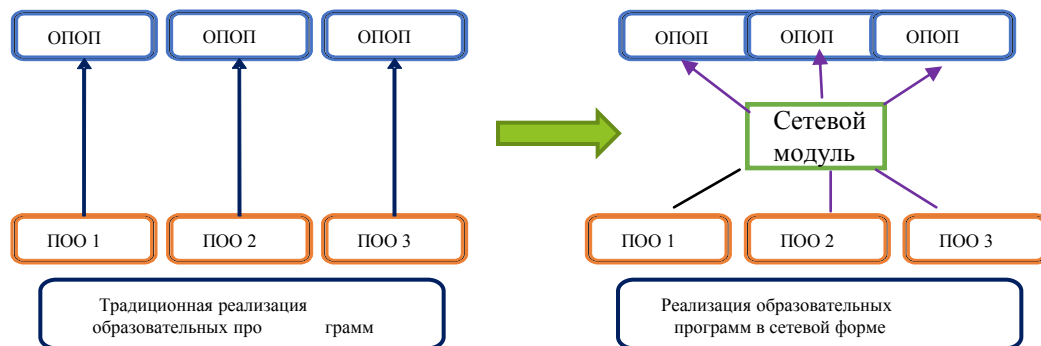 ОПОП ОПОП ОПОП
ОПОП ОПОП ОПОП
Сетевой
модуль
ПОО 1 ПОО 2 ПОО 3
ПОО 1 ПОО 2 ПОО 3
Традиционная реализация
образовательных про грамм
Реализация образовательных
программ в сетевой форме